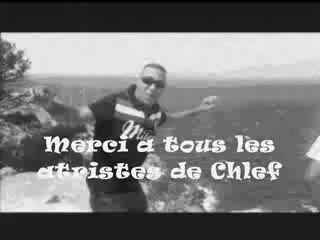 Merci a tous les
atristes de Chlef